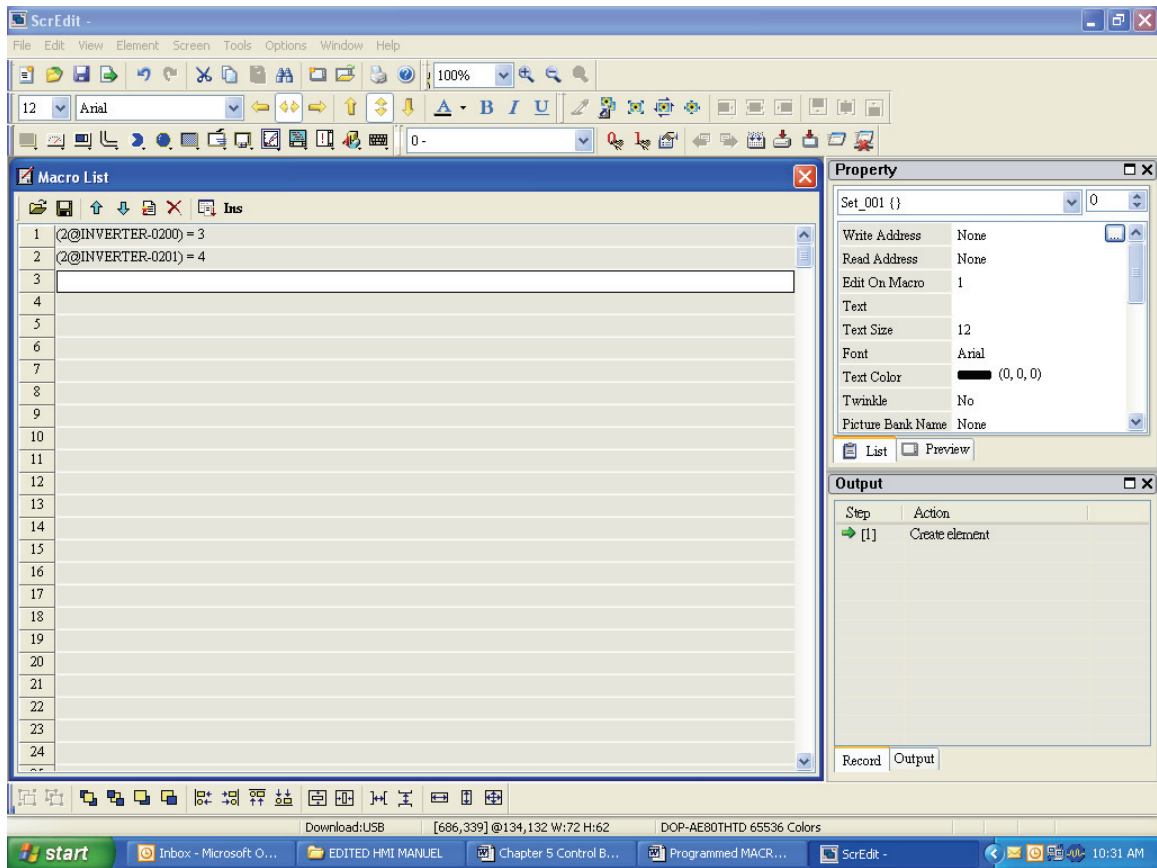 ScrEdit -
File Edit View Element Screen Tools Options Window Help
100%
12 Arial A B I U
0 -
Macro List
Ins
1 (2@INVERTER-0200) = 3
2 (2@INVERTER-0201) = 4
3
4
5
6
7
8
9
10
11
12
13
14
15
16
17
18
19
20
21
22
23
24
Property
Set_001 {} 0
Write Address None ...
Read Address None
Edit On Macro 1
Text
Text Size 12
Font Arial
Text Color (0, 0, 0)
Twinkle No
Picture Bank Name None
List Preview
Output
Step Action
[1] Create element
Record Output
Download:USB [686,339] @134,132 W:72 H:62 DOP-AE80THTD 65536 Colors
start Inbox - Microsoft O... EDITED HMI MANUEL Chapter 5 Control B... Programmed MACR... ScrEdit - 10:31 AM